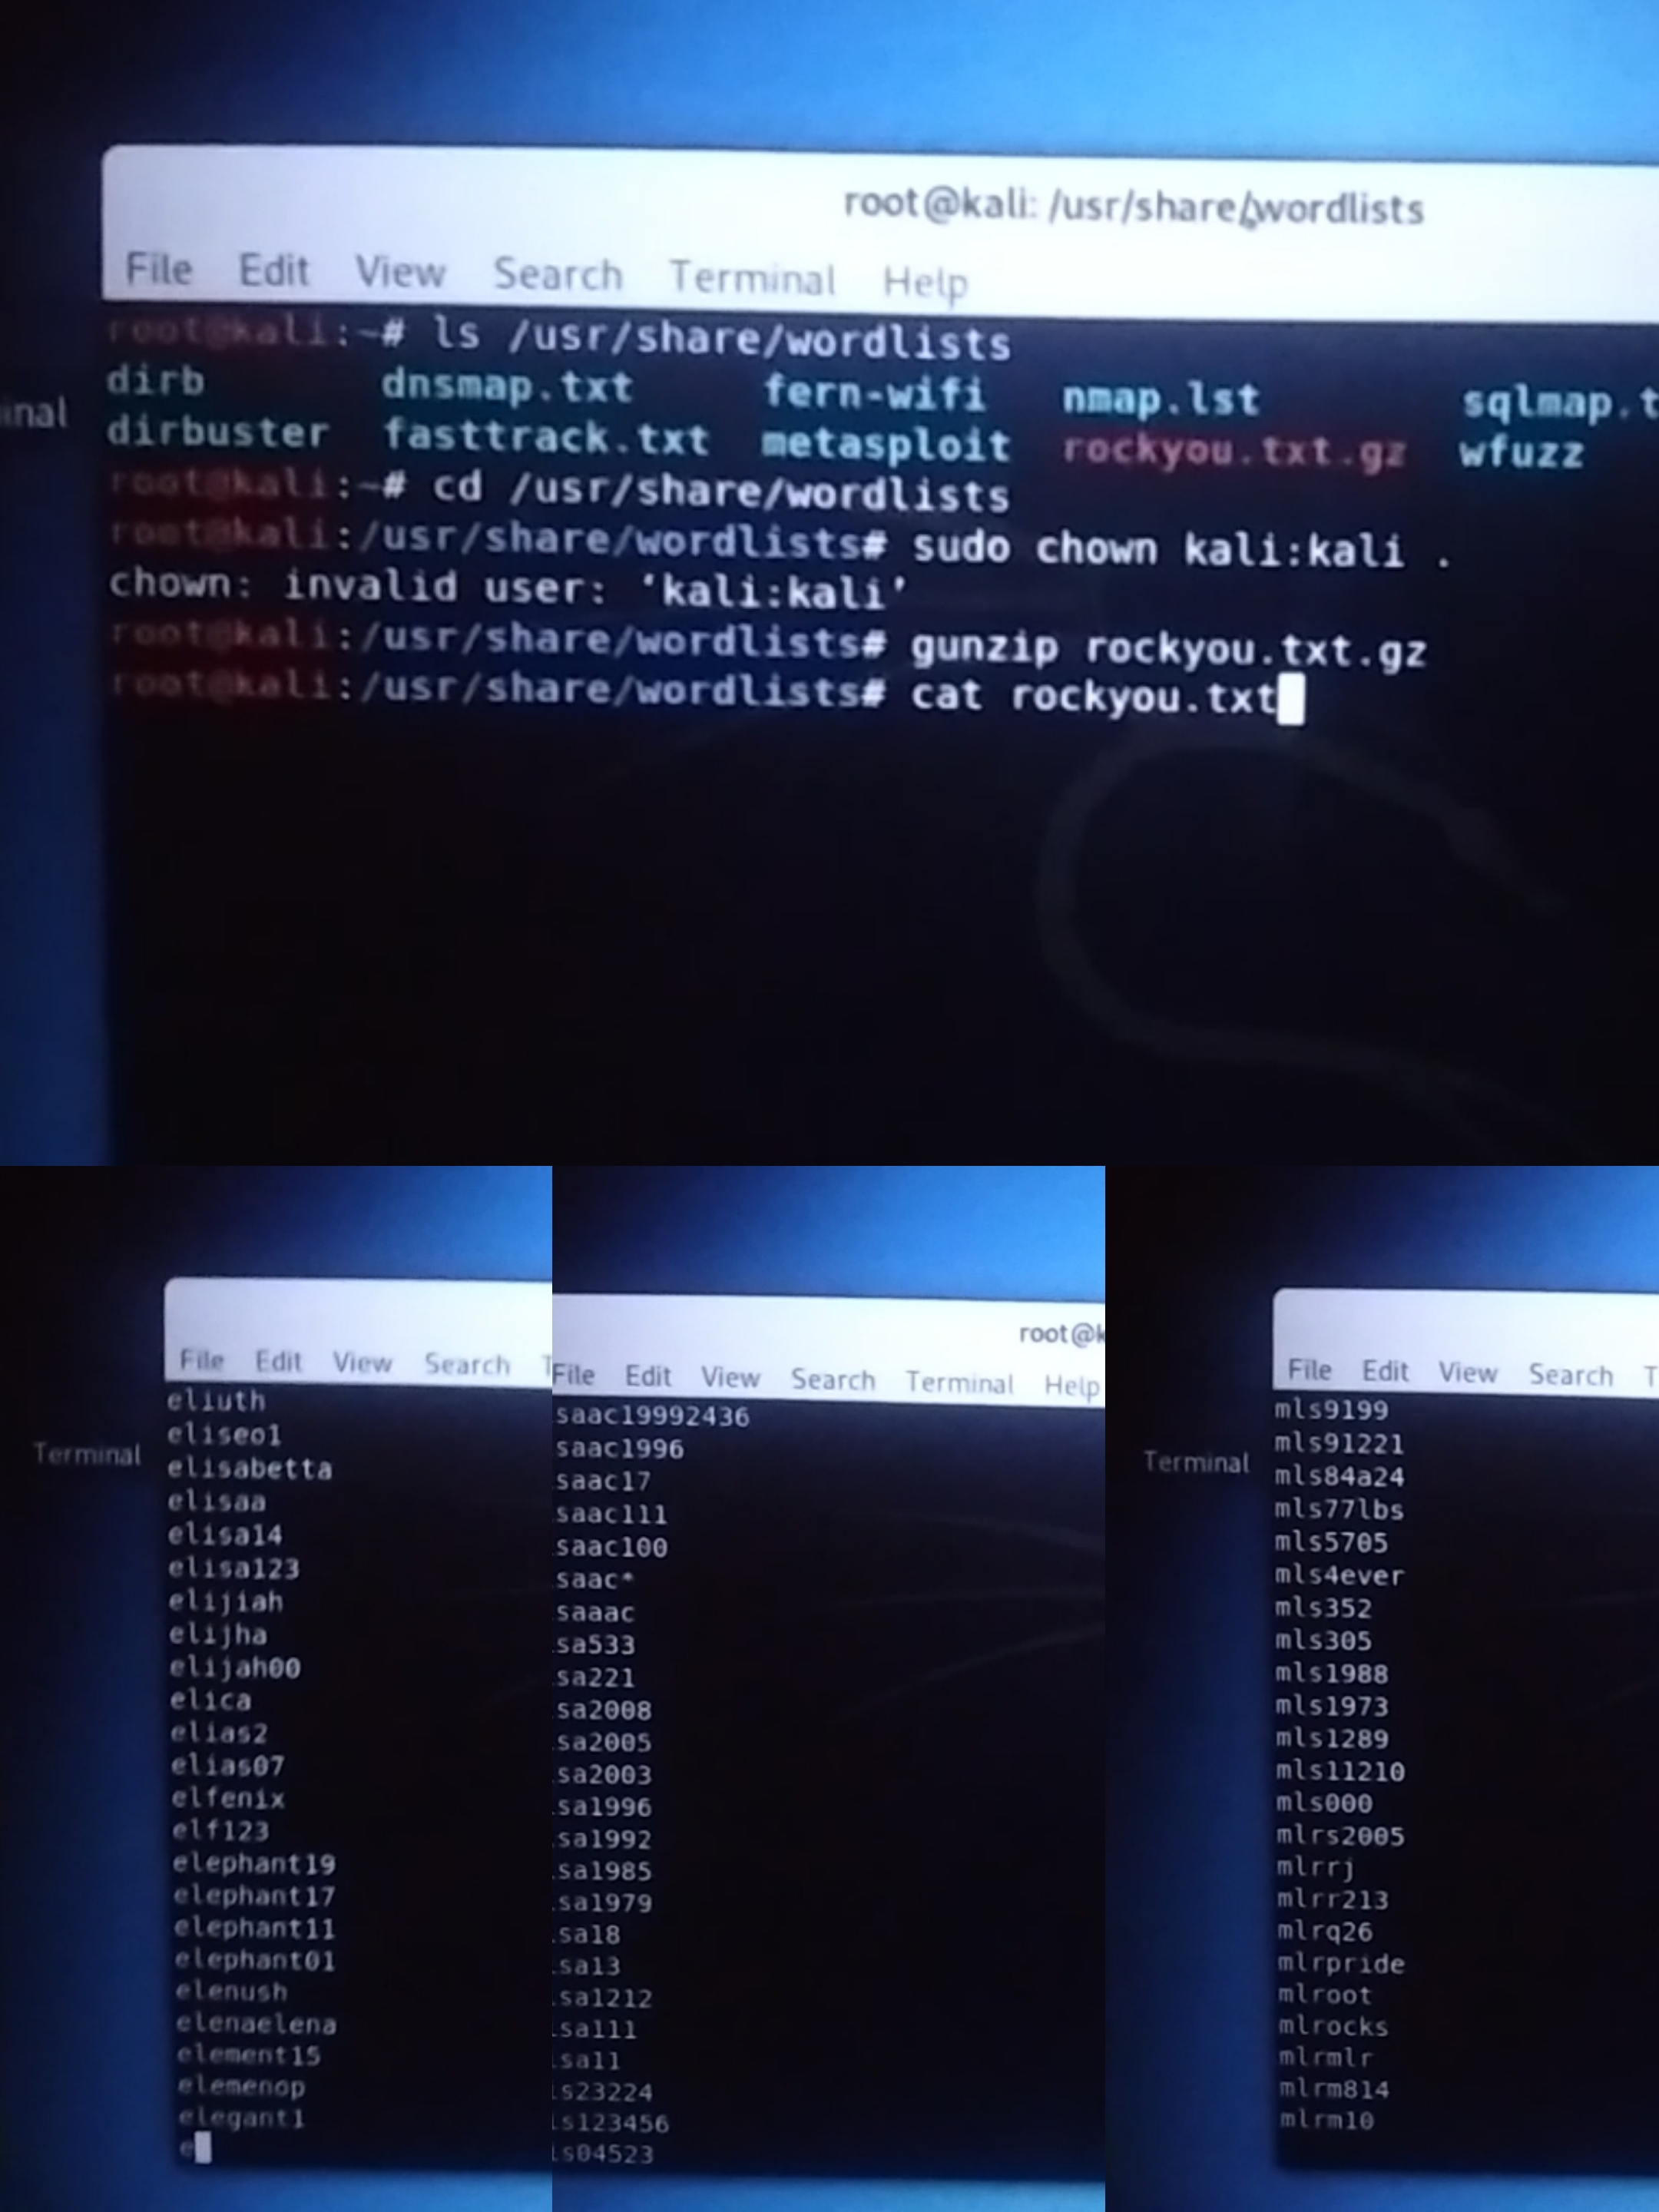 root@kali: /usr/share/wordlists
File Edit View Search Terminal Help
root@kali:~# ls /usr/share/wordlists
dirb dnsmap.txt fern-wifi nmap.lst sqlmap.t
inal
dirbuster fasttrack.txt metasploit rockyou.txt.gz wfuzz
root@kali:~# cd /usr/share/wordlists
root@kali:/usr/share/wordlists# sudo chown kali:kali .
chown: invalid user: ‘kali:kali’
root@kali:/usr/share/wordlists# gunzip rockyou.txt.gz
root@kali:/usr/share/wordlists# cat rockyou.txt
File Edit View Search T
Terminal
eliuth
eliseo1
elisabetta
elisaa
elisa14
elisa123
elijiah
elijha
elijah00
elica
elias2
elias07
elfenix
elf123
elephant19
elephant17
elephant11
elephant01
elenush
elenaelena
element15
elemenop
elegant1
e
root@k
File Edit View Search Terminal Help
saac19992436
saac1996
saac17
saac111
saac100
saac*
saaac
sa533
sa221
sa2008
sa2005
sa2003
sa1996
sa1992
sa1985
sa1979
sa18
sa13
sa1212
sa111
sa11
s23224
s123456
s04523
File Edit View Search T
Terminal
mls9199
mls91221
mls84a24
mls77lbs
mls5705
mls4ever
mls352
mls305
mls1988
mls1973
mls1289
mls11210
mls000
mlrs2005
mlrrj
mlrr213
mlrq26
mlrpride
mlroot
mlrocks
mlrmlr
mlrm814
mlrm10